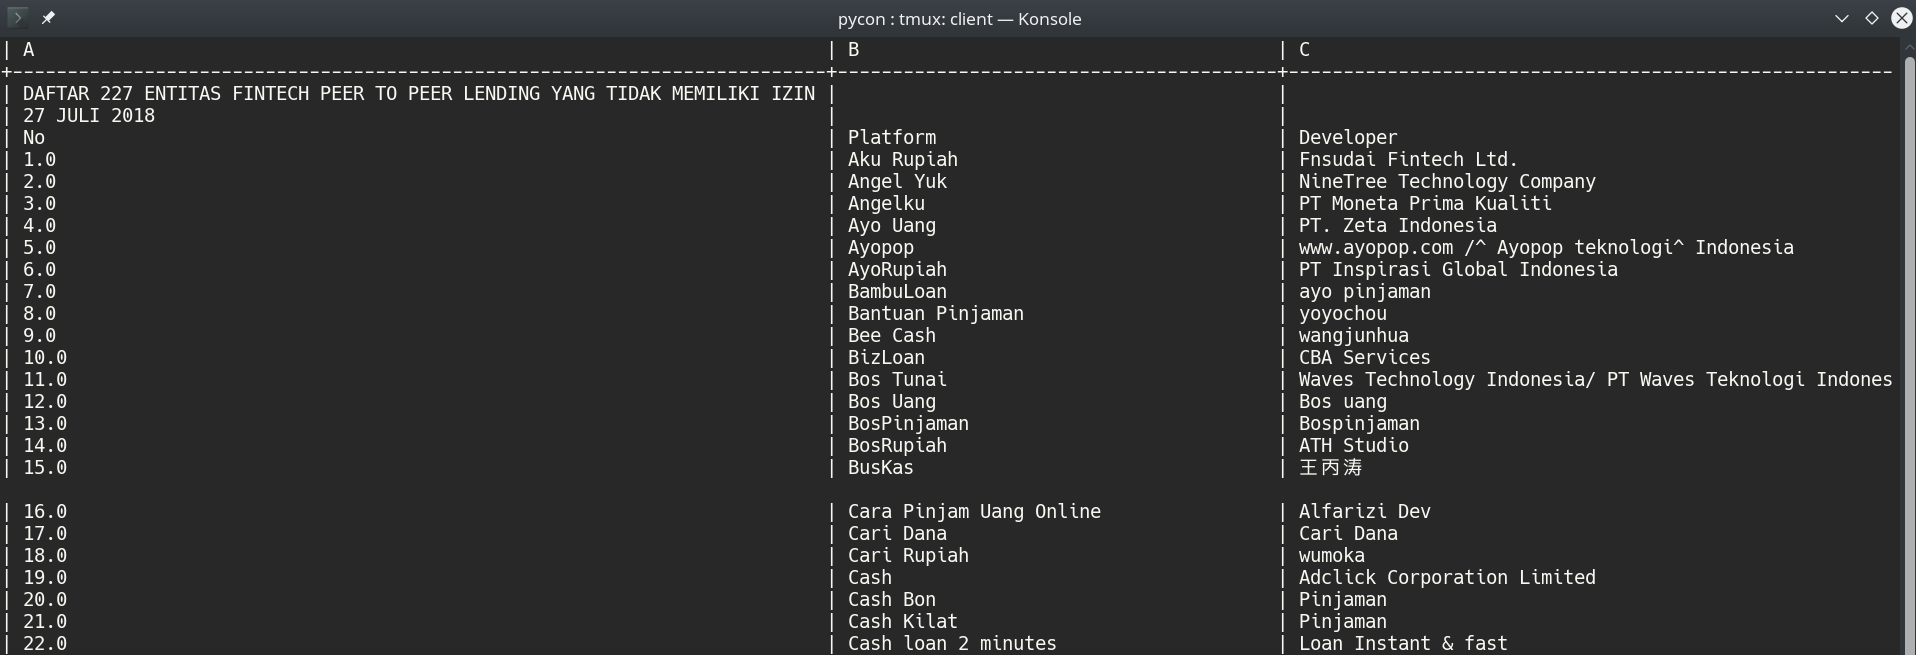 pycon : tmux: client — Konsole
| A | B | C
+--------------------------------------------------------------------------+----------------------------------------+-------------------------------------------------------
| DAFTAR 227 ENTITAS FINTECH PEER TO PEER LENDING YANG TIDAK MEMILIKI IZIN | |
| 27 JULI 2018 | |
| No | Platform | Developer
| 1.0 | Aku Rupiah | Fnsudai Fintech Ltd.
| 2.0 | Angel Yuk | NineTree Technology Company
| 3.0 | Angelku | PT Moneta Prima Kualiti
| 4.0 | Ayo Uang | PT. Zeta Indonesia
| 5.0 | Ayopop | www.ayopop.com /^ Ayopop teknologi^ Indonesia
| 6.0 | AyoRupiah | PT Inspirasi Global Indonesia
| 7.0 | BambuLoan | ayo pinjaman
| 8.0 | Bantuan Pinjaman | yoyochou
| 9.0 | Bee Cash | wangjunhua
| 10.0 | BizLoan | CBA Services
| 11.0 | Bos Tunai | Waves Technology Indonesia/ PT Waves Teknologi Indones
| 12.0 | Bos Uang | Bos uang
| 13.0 | BosPinjaman | Bospinjaman
| 14.0 | BosRupiah | ATH Studio
| 15.0 | BusKas | 王丙涛
| 16.0 | Cara Pinjam Uang Online | Alfarizi Dev
| 17.0 | Cari Dana | Cari Dana
| 18.0 | Cari Rupiah | wumoka
| 19.0 | Cash | Adclick Corporation Limited
| 20.0 | Cash Bon | Pinjaman
| 21.0 | Cash Kilat | Pinjaman
| 22.0 | Cash loan 2 minutes | Loan Instant & fast